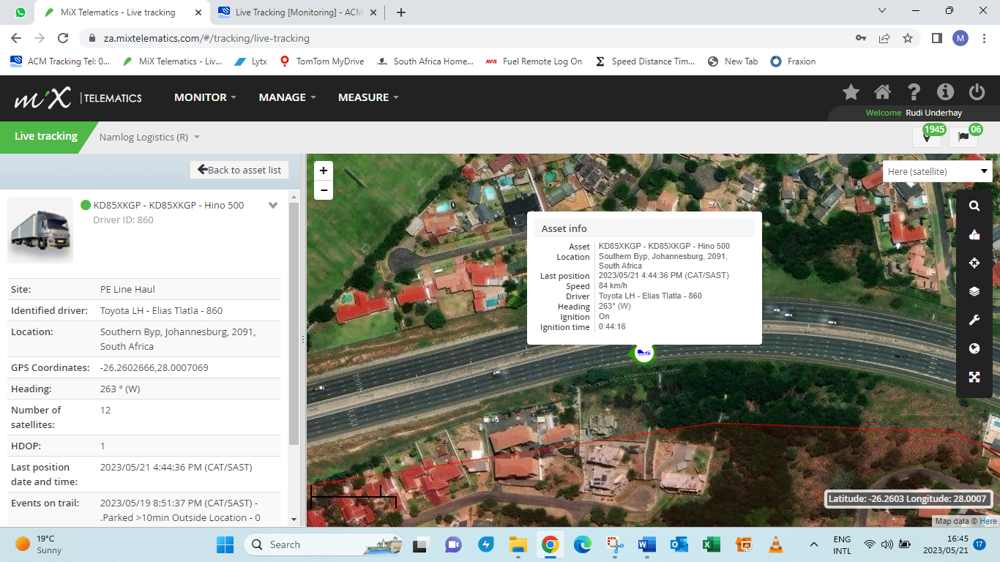 MiX Telematics - Live tracking
Live Tracking [Monitoring] - ACM
za.mixtelematics.com/#/tracking/live-tracking
M
ACM Tracking Tel: 0...
MiX Telematics - Liv...
Lytx
TomTom MyDrive
South Africa Home...
AVIS
Fuel Remote Log On
Speed Distance Tim...
New Tab
Fraxion
m'X TELEMATICS
MONITOR
MANAGE
MEASURE
Welcome Rudi Underhay
Live tracking
Namlog Logistics (R)
1945
06
Back to asset list
+
−
Here (satellite)
KD85XKGP - KD85XKGP - Hino 500
Driver ID: 860
Site: PE Line Haul
Identified driver: Toyota LH - Elias Tlatla - 860
Location: Southern Byp, Johannesburg, 2091,
South Africa
GPS Coordinates: -26.2602666,28.0007069
Heading: 263 ° (W)
Number of 12
satellites:
HDOP: 1
Last position 2023/05/21 4:44:36 PM (CAT/SAST)
date and time:
Events on trail: 2023/05/19 8:51:37 PM (CAT/SAST) -
.Parked >10min Outside Location - 0
Asset info
Asset KD85XKGP - KD85XKGP - Hino 500
Location Southern Byp, Johannesburg, 2091,
South Africa
Last position 2023/05/21 4:44:36 PM (CAT/SAST)
Speed 84 km/h
Driver Toyota LH - Elias Tlatla - 860
Heading 263° (W)
Ignition On
Ignition time 0:44:16
Latitude: -26.2603 Longitude: 28.0007
Map data © Here
19°C
Sunny
Search
ENG
INTL
16:45
2023/05/21
17